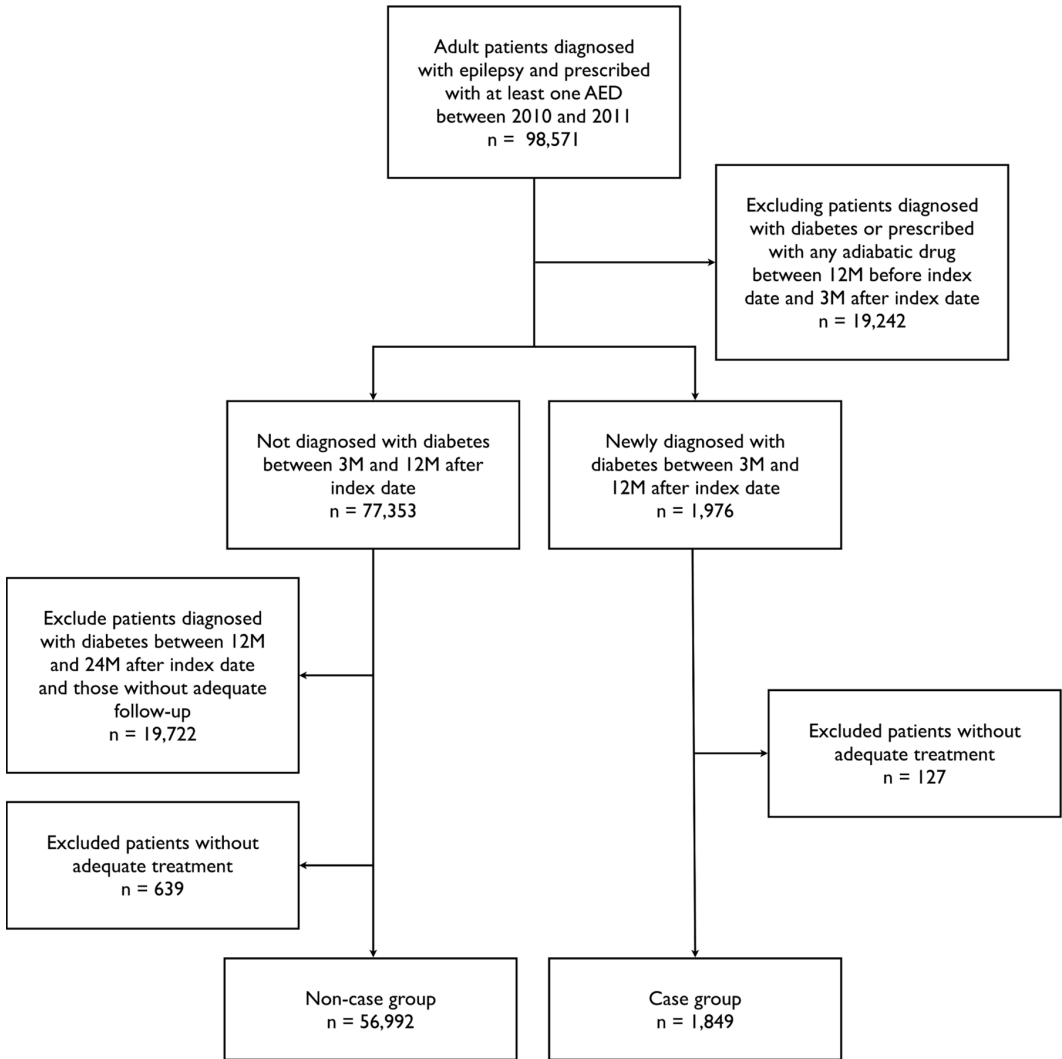 Adult patients diagnosed
with epilepsy and prescribed
with at least one AED
between 2010 and 2011
n = 98,571
Excluding patients diagnosed
with diabetes or prescribed
with any adiabatic drug
between 12M before index
date and 3M after index date
n = 19,242
Not diagnosed with diabetes
between 3M and 12M after
index date
n = 77,353
Newly diagnosed with
diabetes between 3M and
12M after index date
n = 1,976
Exclude patients diagnosed
with diabetes between 12M
and 24M after index date
and those without adequate
follow-up
n = 19,722
Excluded patients without
adequate treatment
n = 127
Excluded patients without
adequate treatment
n = 639
Non-case group
n = 56,992
Case group
n = 1,849